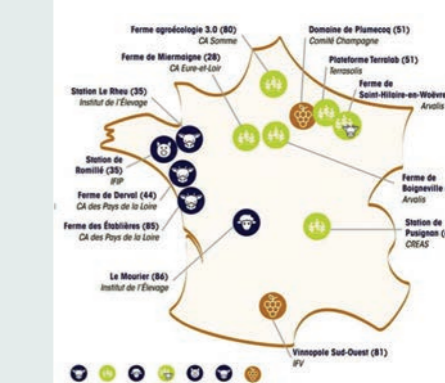 Ferme agroécologie 3.0 (80)
CA Somme
Domaine de Plumecoq (51)
Comité Champagne
Ferme de Miermaigne (28)
CA Eure-et-Loir
Plateforme Terralab (51)
Terrasolis
Ferme de
Saint-Hilaire-en-Woëvre
Arvalis
Station Le Rheu (35)
Institut de l'Élevage
Station de
Romillé (35)
IFIP
Ferme de Derval (44)
CA des Pays de la Loire
Ferme de
Boigneville
Arvalis
Ferme des Établières (85)
CA des Pays de la Loire
Station de
Pusignan (
CREAS
Le Mourier (86)
Institut de l'Élevage
Vinnopole Sud-Ouest (81)
IFV